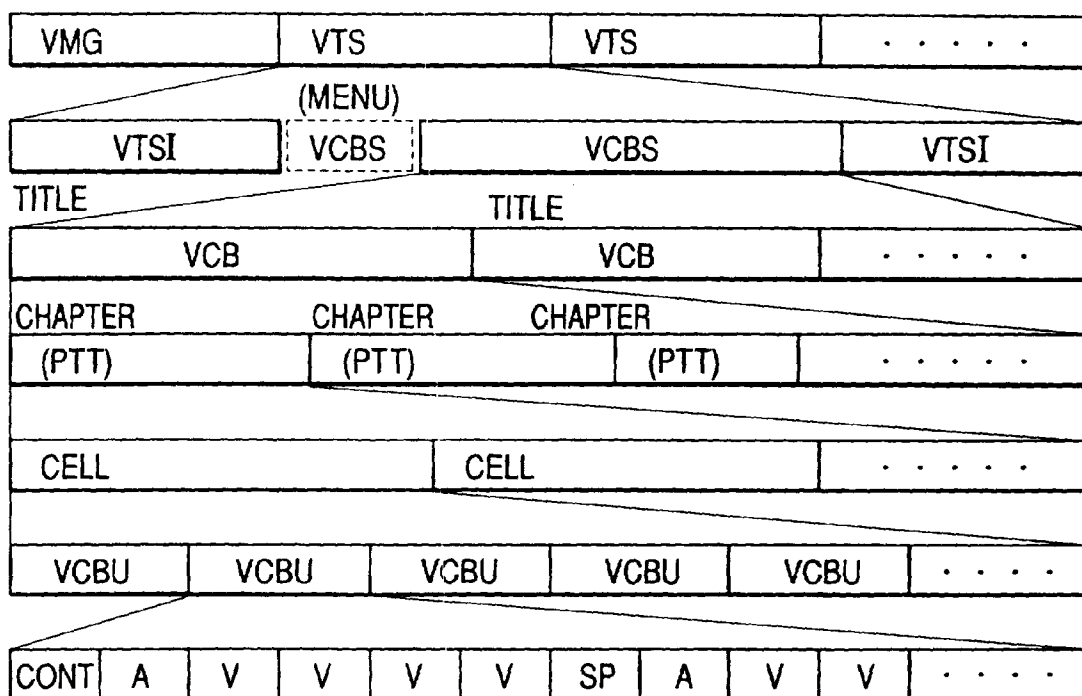 VMG VTS VTS · · · · ·
(MENU)
VTSI VCBS VCBS VTSI
TITLE TITLE
VCB VCB · · · · ·
CHAPTER CHAPTER CHAPTER
(PTT) (PTT) (PTT) · · · · ·
CELL CELL · · · · ·
VCBU VCBU VCBU VCBU VCBU · · · ·
CONT A V V V V SP A V V · · · · ·